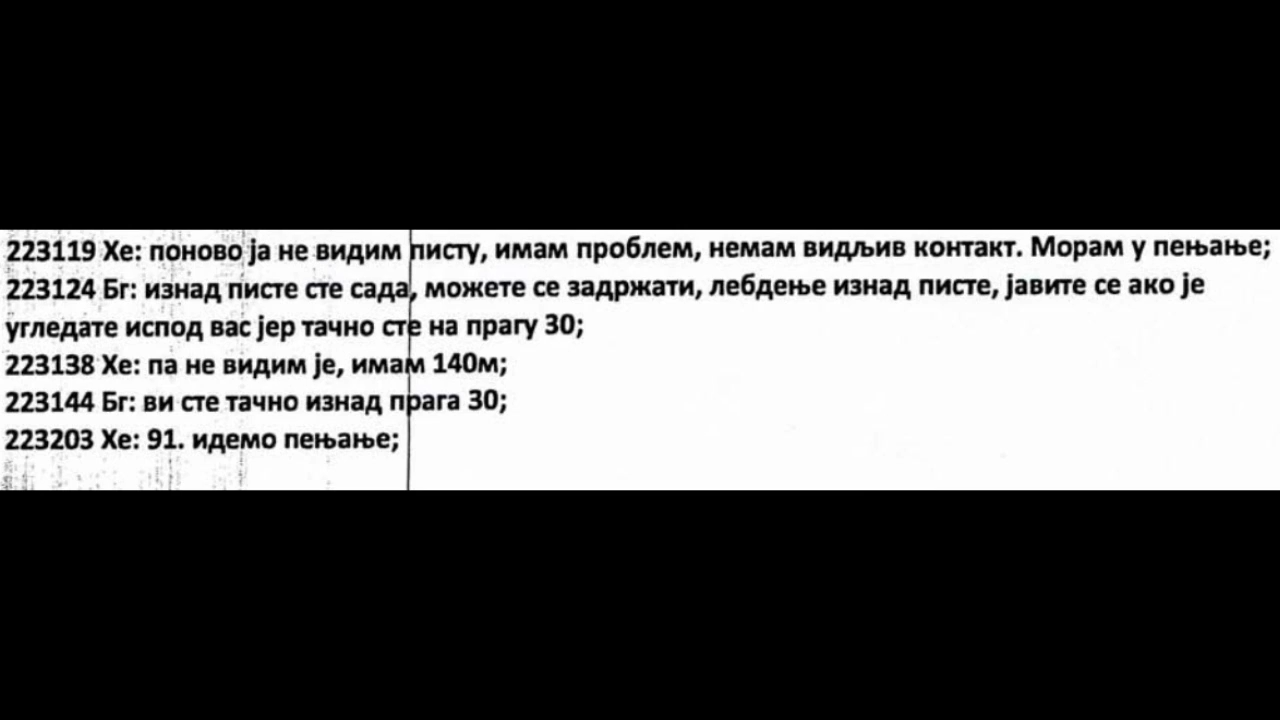 223119 Хе: поново ја не видим писту, имам проблем, немам видљив контакт. Морам у пењање;
223124 Бг: изнад писте сте сада, можете се задржати, лебдење изнад писте, јавите се ако је
угледате испод вас јер тачно сте на прагу 30;
223138 Хе: па не видим је, имам 140м;
223144 Бг: ви сте тачно изнад прага 30;
223203 Хе: 91. идемо пењање;